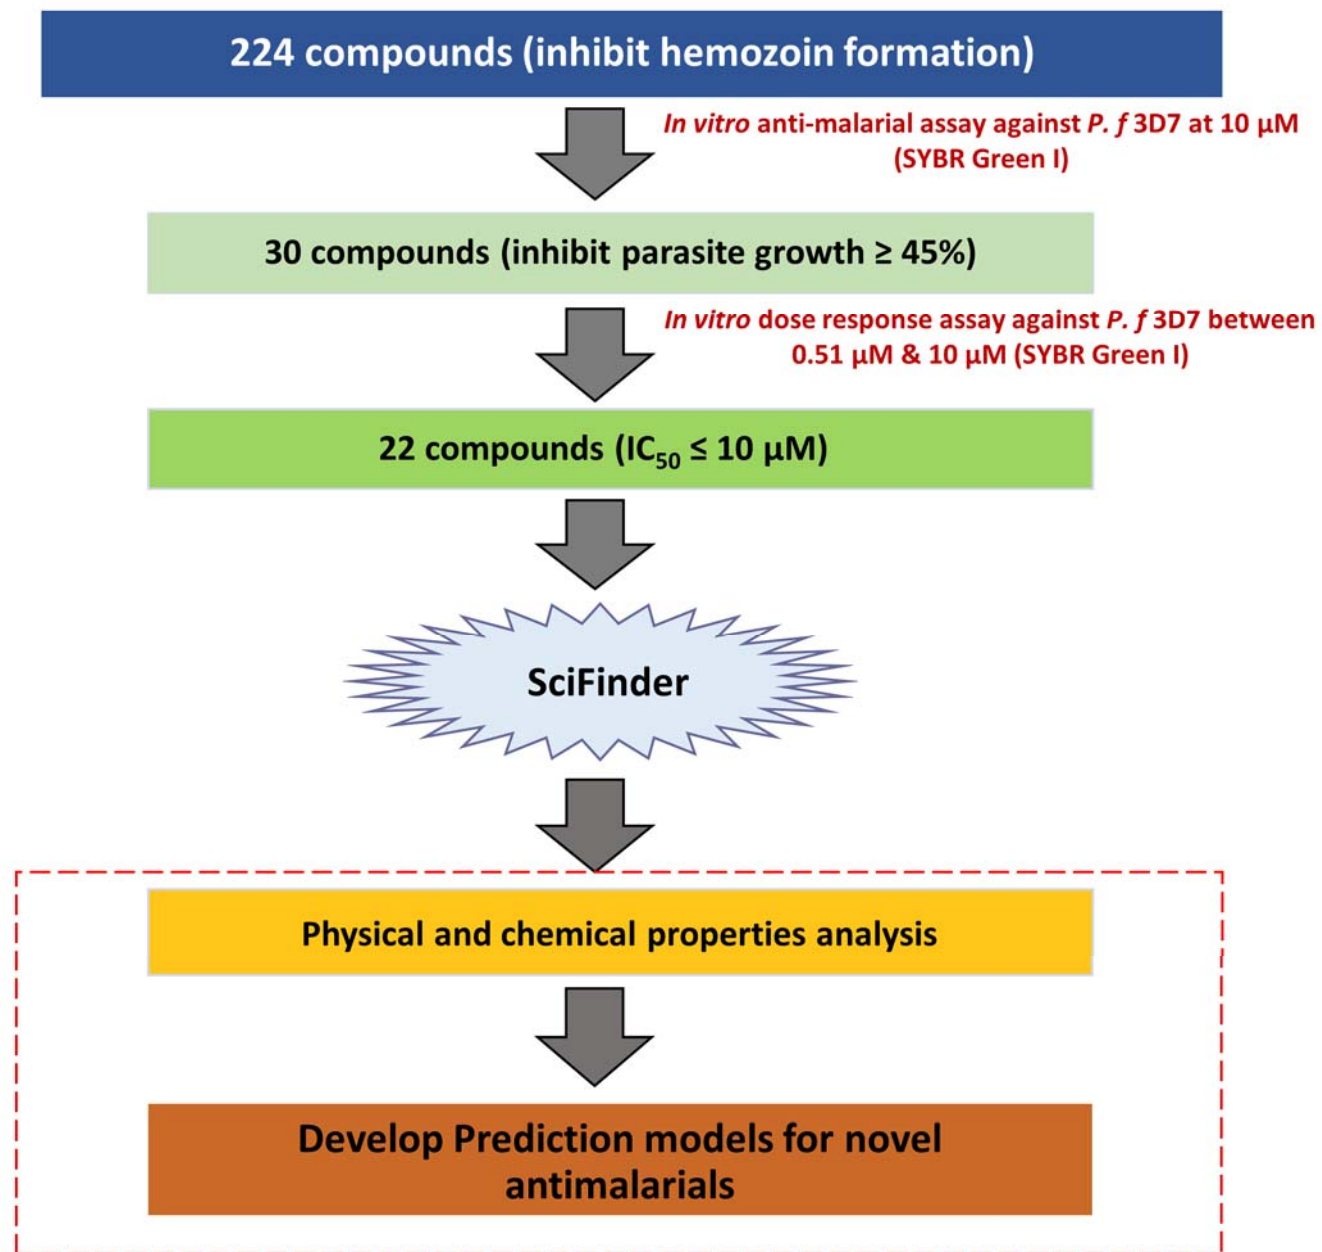 224 compounds (inhibit hemozoin formation)
In vitro anti-malarial assay against P. f 3D7 at 10 µM
(SYBR Green I)
30 compounds (inhibit parasite growth ≥ 45%)
In vitro dose response assay against P. f 3D7 between
0.51 µM & 10 µM (SYBR Green I)
22 compounds (IC50 ≤ 10 µM)
SciFinder
Physical and chemical properties analysis
Develop Prediction models for novel
antimalarials